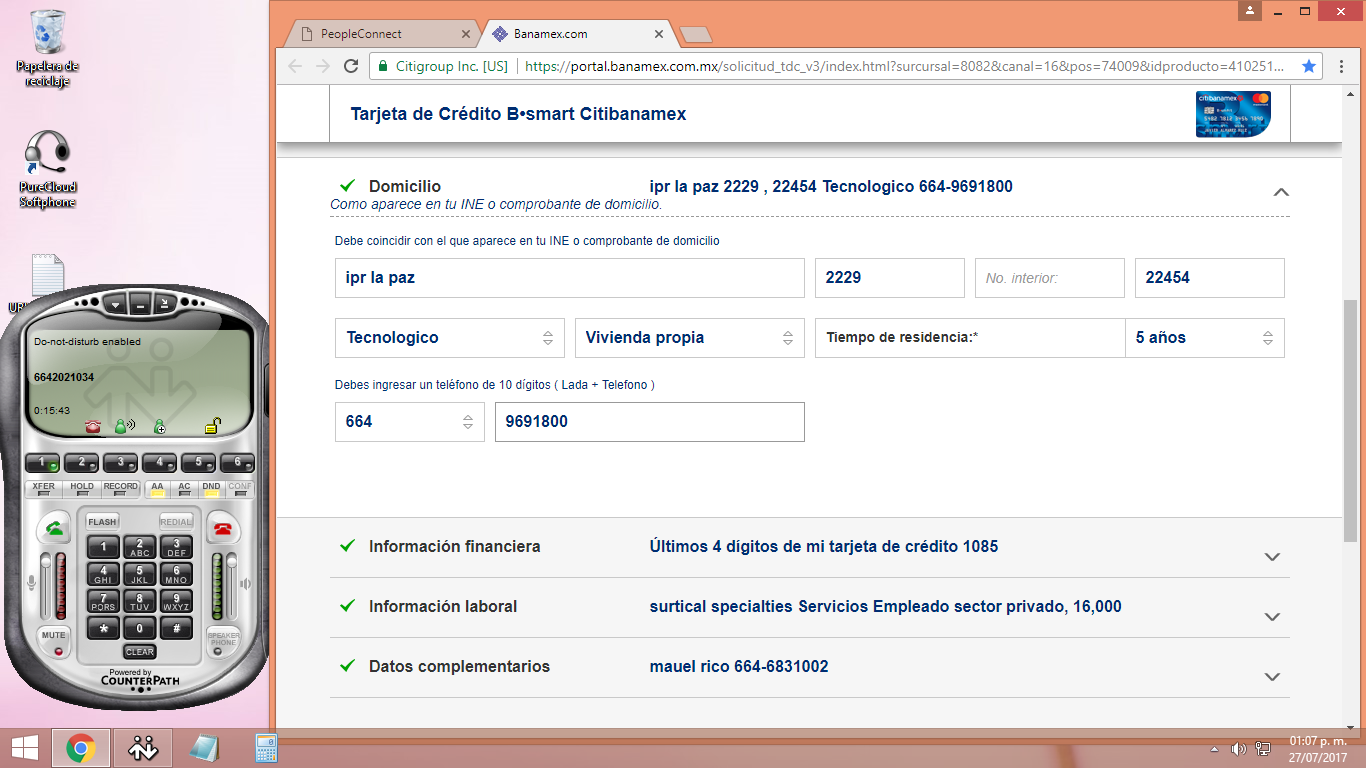 Papelera de
reciclaje
PureCloud
Softphone
Do-not-disturb enabled
6642021034
0:15:43
1 2 3 4 5 6
XFER HOLD RECORD AA AC DND CONF
FLASH REDIAL
1 2 ABC 3 DEF
4 GHI 5 JKL 6 MNO
7 PQRS 8 TUV 9 WXYZ
* 0 #
MUTE CLEAR SPEAKER PHONE
Powered by
COUNTERPATH
PeopleConnect
Banamex.com
Citigroup Inc. [US] https://portal.banamex.com.mx/solicitud_tdc_v3/index.html?surcursal=8082&canal=16&pos=74009&idproducto=410251...
Tarjeta de Crédito B•smart Citibanamex
citibanamex
Domicilio ipr la paz 2229 , 22454 Tecnologico 664-9691800
Como aparece en tu INE o comprobante de domicilio.
Debe coincidir con el que aparece en tu INE o comprobante de domicilio
ipr la paz 2229 No. interior: 22454
Tecnologico Vivienda propia Tiempo de residencia:* 5 años
Debes ingresar un teléfono de 10 dígitos ( Lada + Telefono )
664 9691800
Información financiera Últimos 4 dígitos de mi tarjeta de crédito 1085
Información laboral surtical specialties Servicios Empleado sector privado, 16,000
Datos complementarios mauel rico 664-6831002
01:07 p. m.
27/07/2017